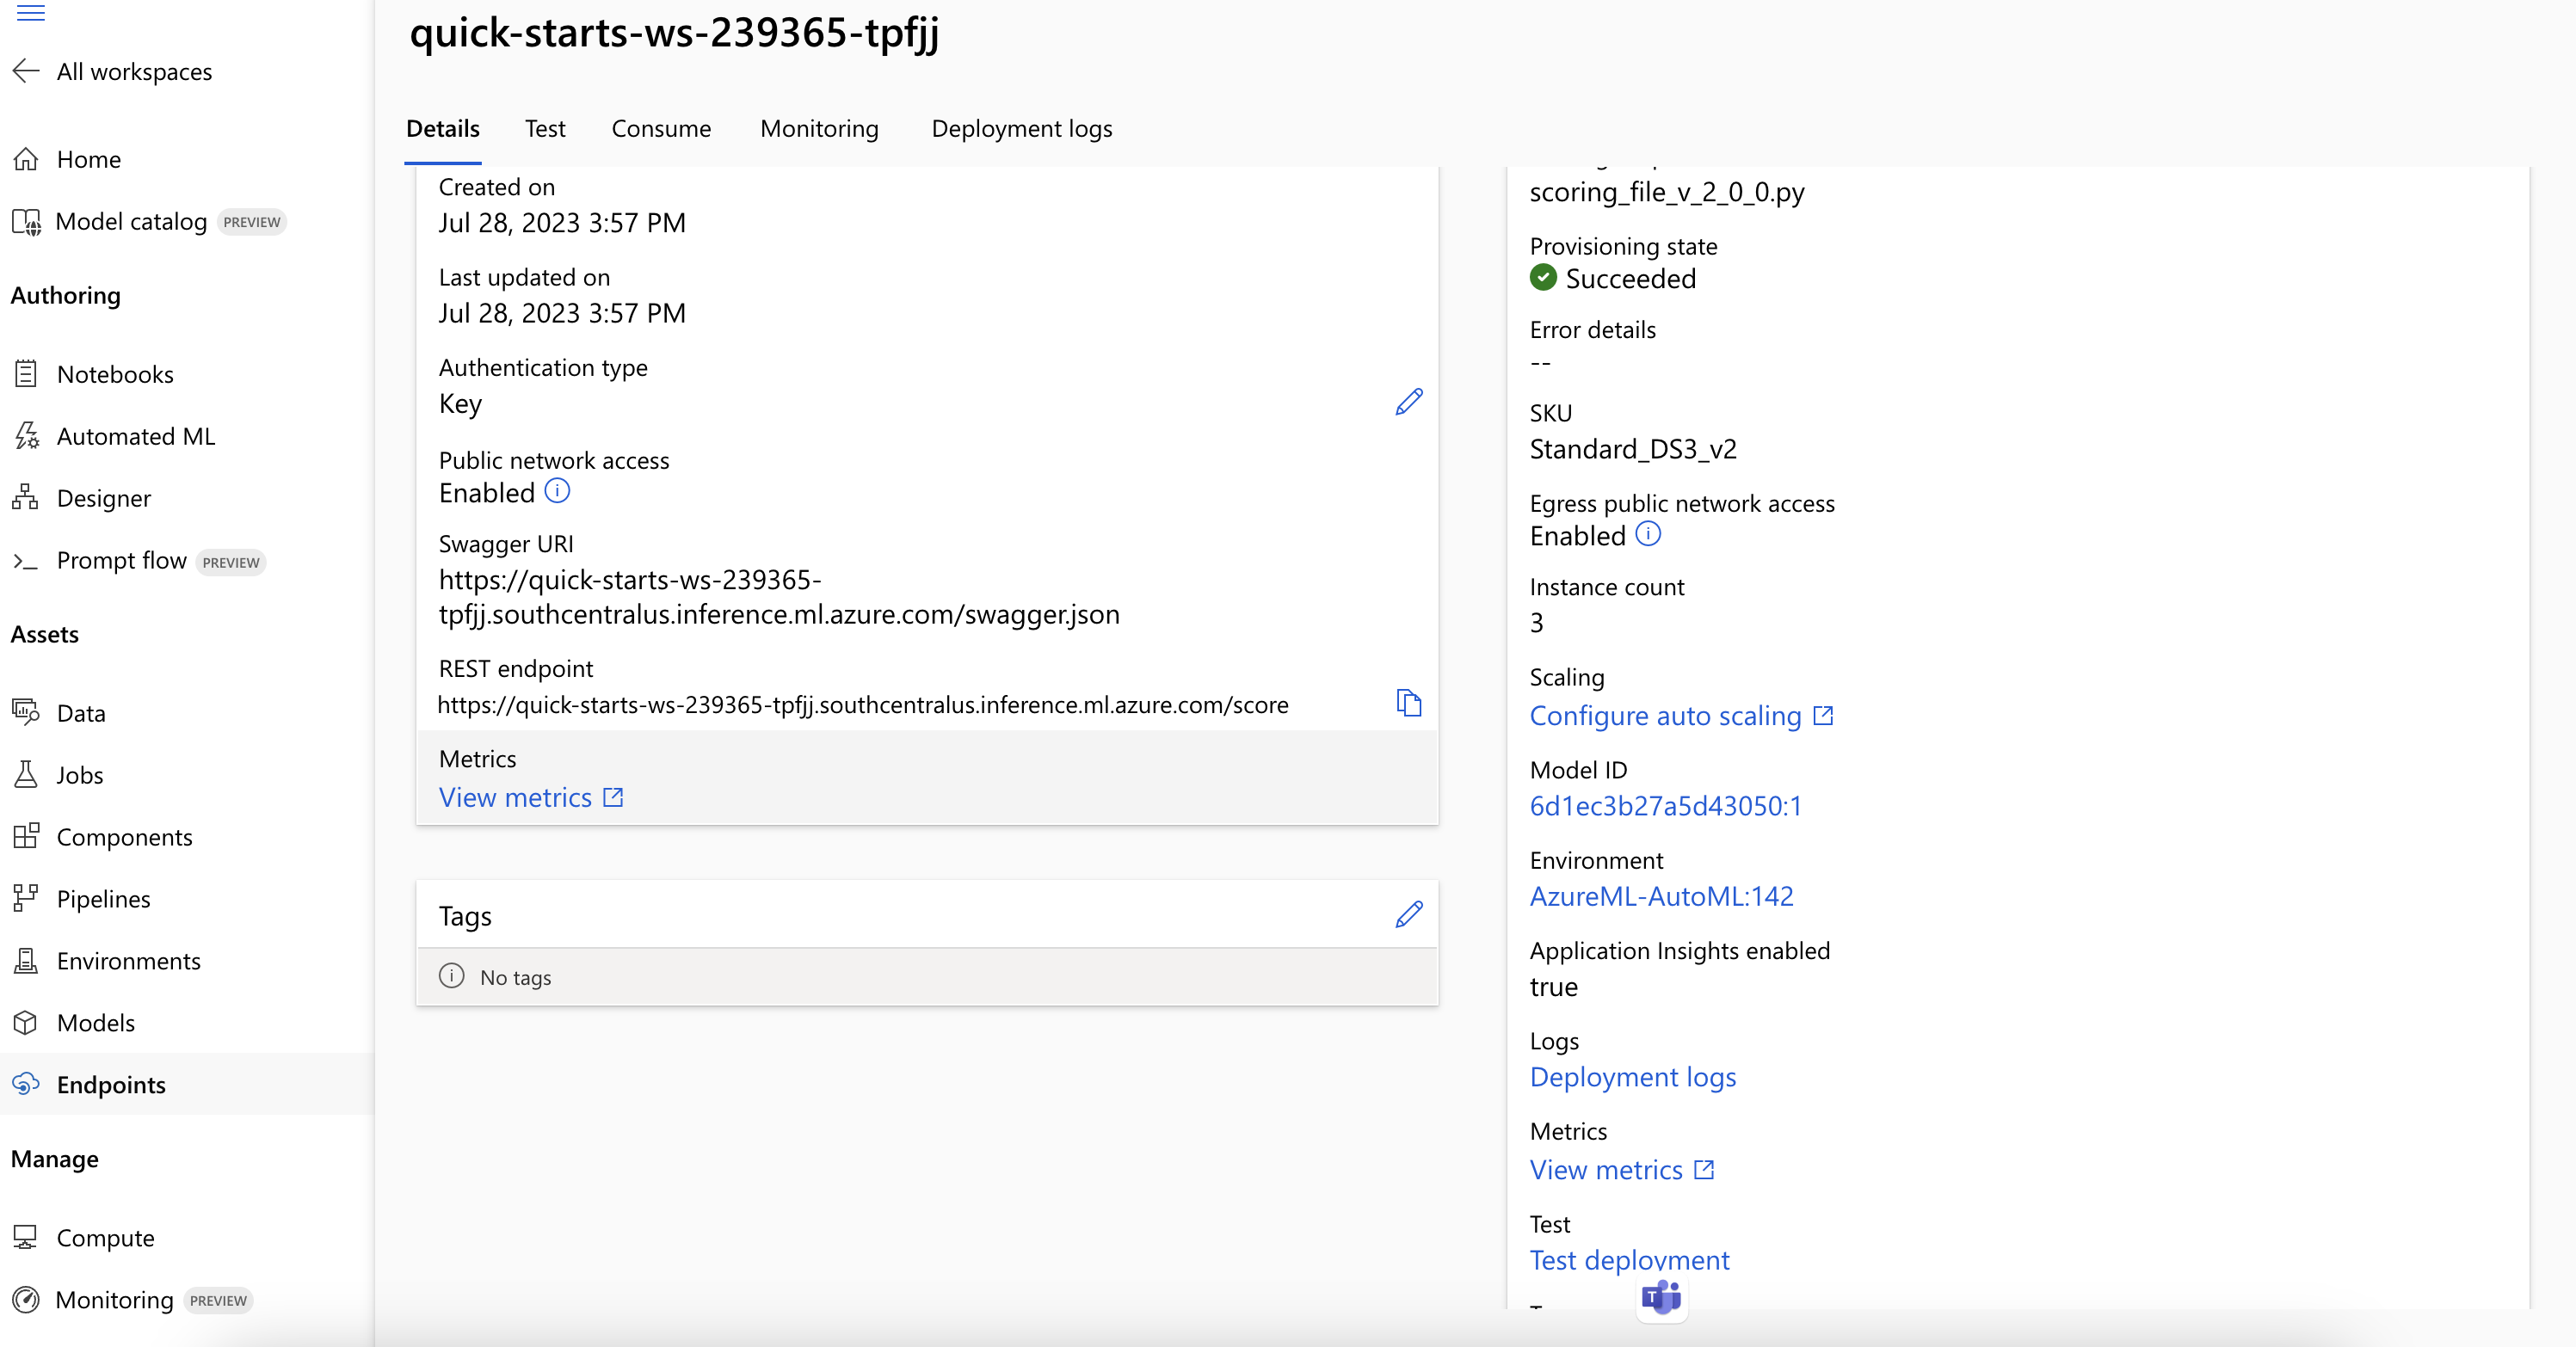 All workspaces
Home
Model catalog PREVIEW
Authoring
Notebooks
Automated ML
Designer
Prompt flow PREVIEW
Assets
Data
Jobs
Components
Pipelines
Environments
Models
Endpoints
Manage
Compute
Monitoring PREVIEW
quick-starts-ws-239365-tpfjj
Details Test Consume Monitoring Deployment logs
Created on
Jul 28, 2023 3:57 PM
Last updated on
Jul 28, 2023 3:57 PM
Authentication type
Key
Public network access
Enabled
Swagger URI
https://quick-starts-ws-239365-
tpfjj.southcentralus.inference.ml.azure.com/swagger.json
REST endpoint
https://quick-starts-ws-239365-tpfjj.southcentralus.inference.ml.azure.com/score
Metrics
View metrics
Tags
No tags
scoring_file_v_2_0_0.py
Provisioning state
Succeeded
Error details
--
SKU
Standard_DS3_v2
Egress public network access
Enabled
Instance count
3
Scaling
Configure auto scaling
Model ID
6d1ec3b27a5d43050:1
Environment
AzureML-AutoML:142
Application Insights enabled
true
Logs
Deployment logs
Metrics
View metrics
Test
Test deployment
T